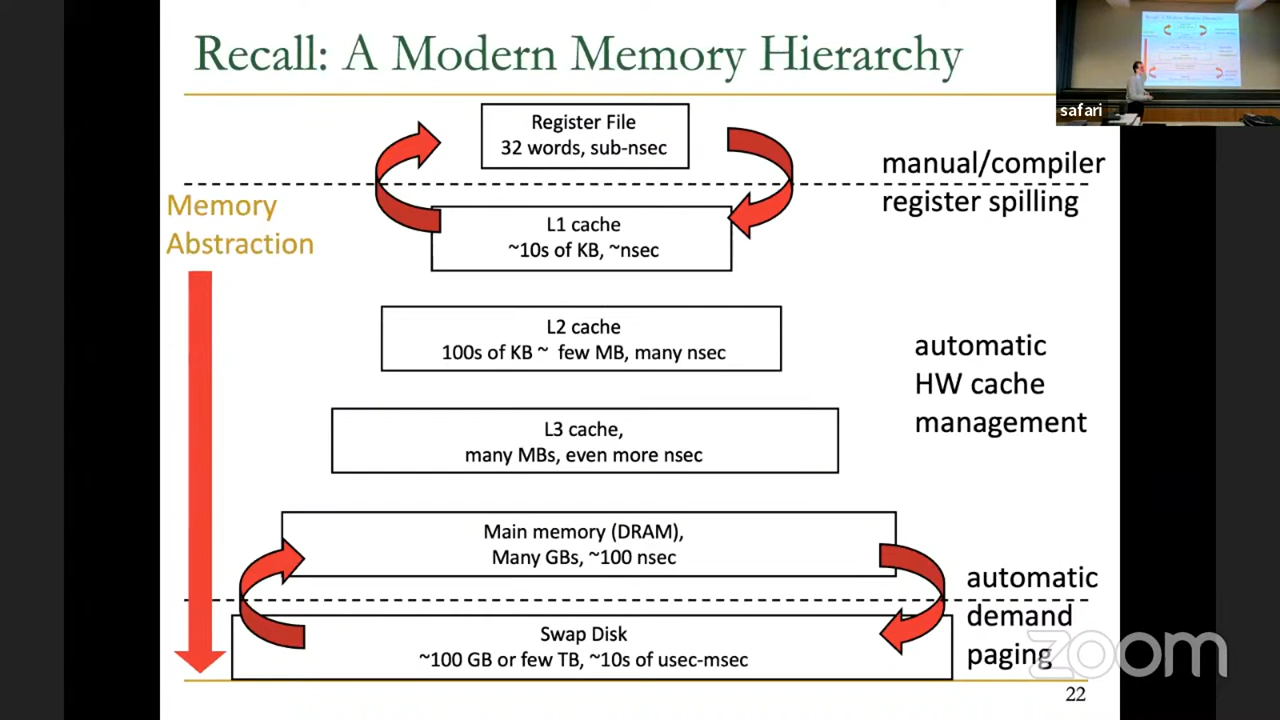 Recall: A Modern Memory Hierarchy
safari
Register File
32 words, sub-nsec
manual/compiler
register spilling
Memory
Abstraction
L1 cache
~10s of KB, ~nsec
L2 cache
100s of KB ~ few MB, many nsec
automatic
HW cache
management
L3 cache,
many MBs, even more nsec
Main memory (DRAM),
Many GBs, ~100 nsec
automatic
demand
paging
Swap Disk
~100 GB or few TB, ~10s of usec-msec
zoom
22